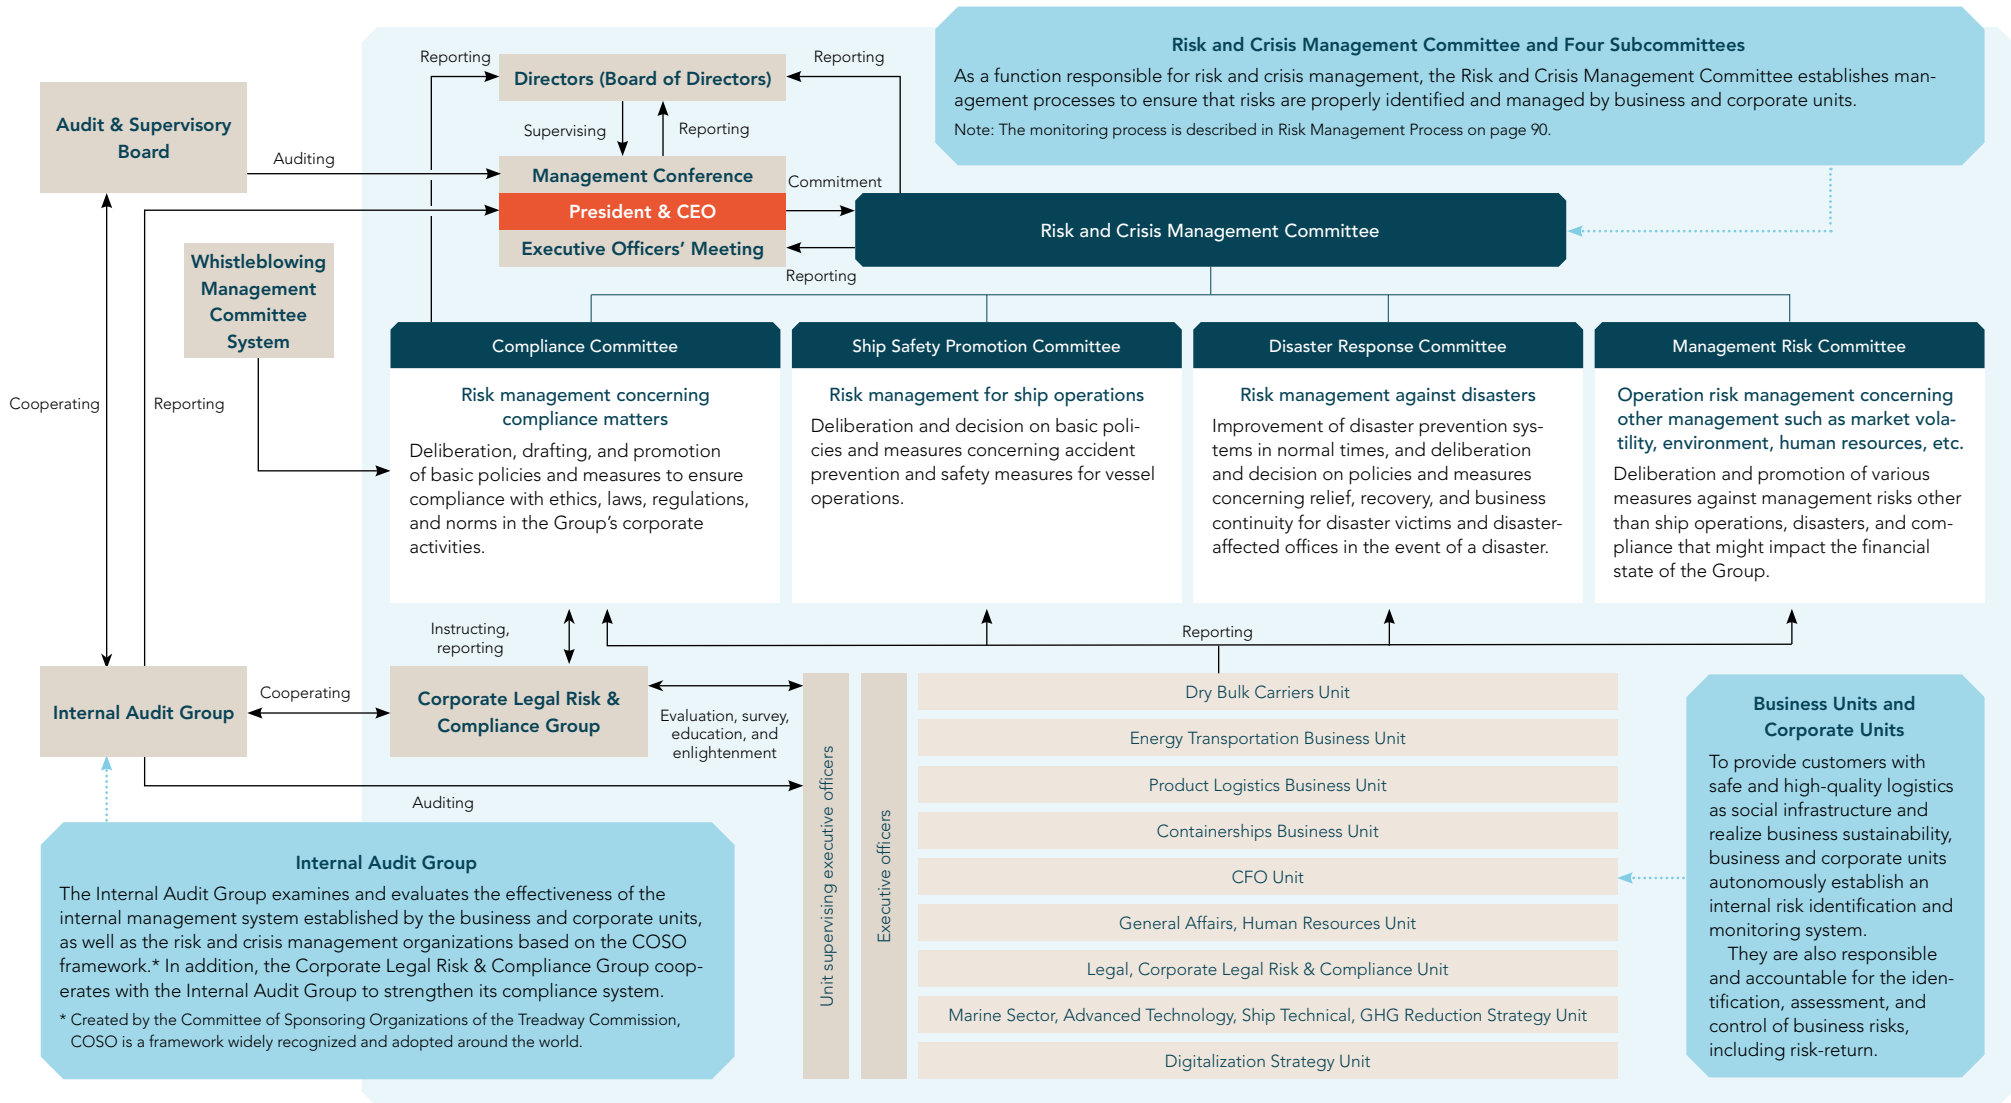 Risk and Crisis Management Committee and Four Subcommittees
As a function responsible for risk and crisis management, the Risk and Crisis Management Committee establishes man-
agement processes to ensure that risks are properly identified and managed by business and corporate units.
Note: The monitoring process is described in Risk Management Process on page 90.
Reporting
Directors (Board of Directors)
Reporting
Supervising
Reporting
Audit & Supervisory
Board
Auditing
Management Conference
President & CEO
Executive Officers’ Meeting
Commitment
Reporting
Risk and Crisis Management Committee
Whistleblowing
Management
Committee
System
Cooperating
Reporting
Compliance Committee
Risk management concerning
compliance matters
Deliberation, drafting, and promotion
of basic policies and measures to ensure
compliance with ethics, laws, regulations,
and norms in the Group’s corporate
activities.
Ship Safety Promotion Committee
Risk management for ship operations
Deliberation and decision on basic poli-
cies and measures concerning accident
prevention and safety measures for vessel
operations.
Disaster Response Committee
Risk management against disasters
Improvement of disaster prevention sys-
tems in normal times, and deliberation
and decision on policies and measures
concerning relief, recovery, and business
continuity for disaster victims and disaster-
affected offices in the event of a disaster.
Management Risk Committee
Operation risk management concerning
other management such as market vola-
tility, environment, human resources, etc.
Deliberation and promotion of various
measures against management risks other
than ship operations, disasters, and com-
pliance that might impact the financial
state of the Group.
Instructing,
reporting
Reporting
Internal Audit Group
Cooperating
Corporate Legal Risk &
Compliance Group
Evaluation, survey,
education, and
enlightenment
Auditing
Unit supervising executive officers
Executive officers
Dry Bulk Carriers Unit
Energy Transportation Business Unit
Product Logistics Business Unit
Containerships Business Unit
CFO Unit
General Affairs, Human Resources Unit
Legal, Corporate Legal Risk & Compliance Unit
Marine Sector, Advanced Technology, Ship Technical, GHG Reduction Strategy Unit
Digitalization Strategy Unit
Business Units and
Corporate Units
To provide customers with
safe and high-quality logistics
as social infrastructure and
realize business sustainability,
business and corporate units
autonomously establish an
internal risk identification and
monitoring system.
They are also responsible
and accountable for the iden-
tification, assessment, and
control of business risks,
including risk-return.
Internal Audit Group
The Internal Audit Group examines and evaluates the effectiveness of the
internal management system established by the business and corporate units,
as well as the risk and crisis management organizations based on the COSO
framework.* In addition, the Corporate Legal Risk & Compliance Group coop-
erates with the Internal Audit Group to strengthen its compliance system.
* Created by the Committee of Sponsoring Organizations of the Treadway Commission,
COSO is a framework widely recognized and adopted around the world.